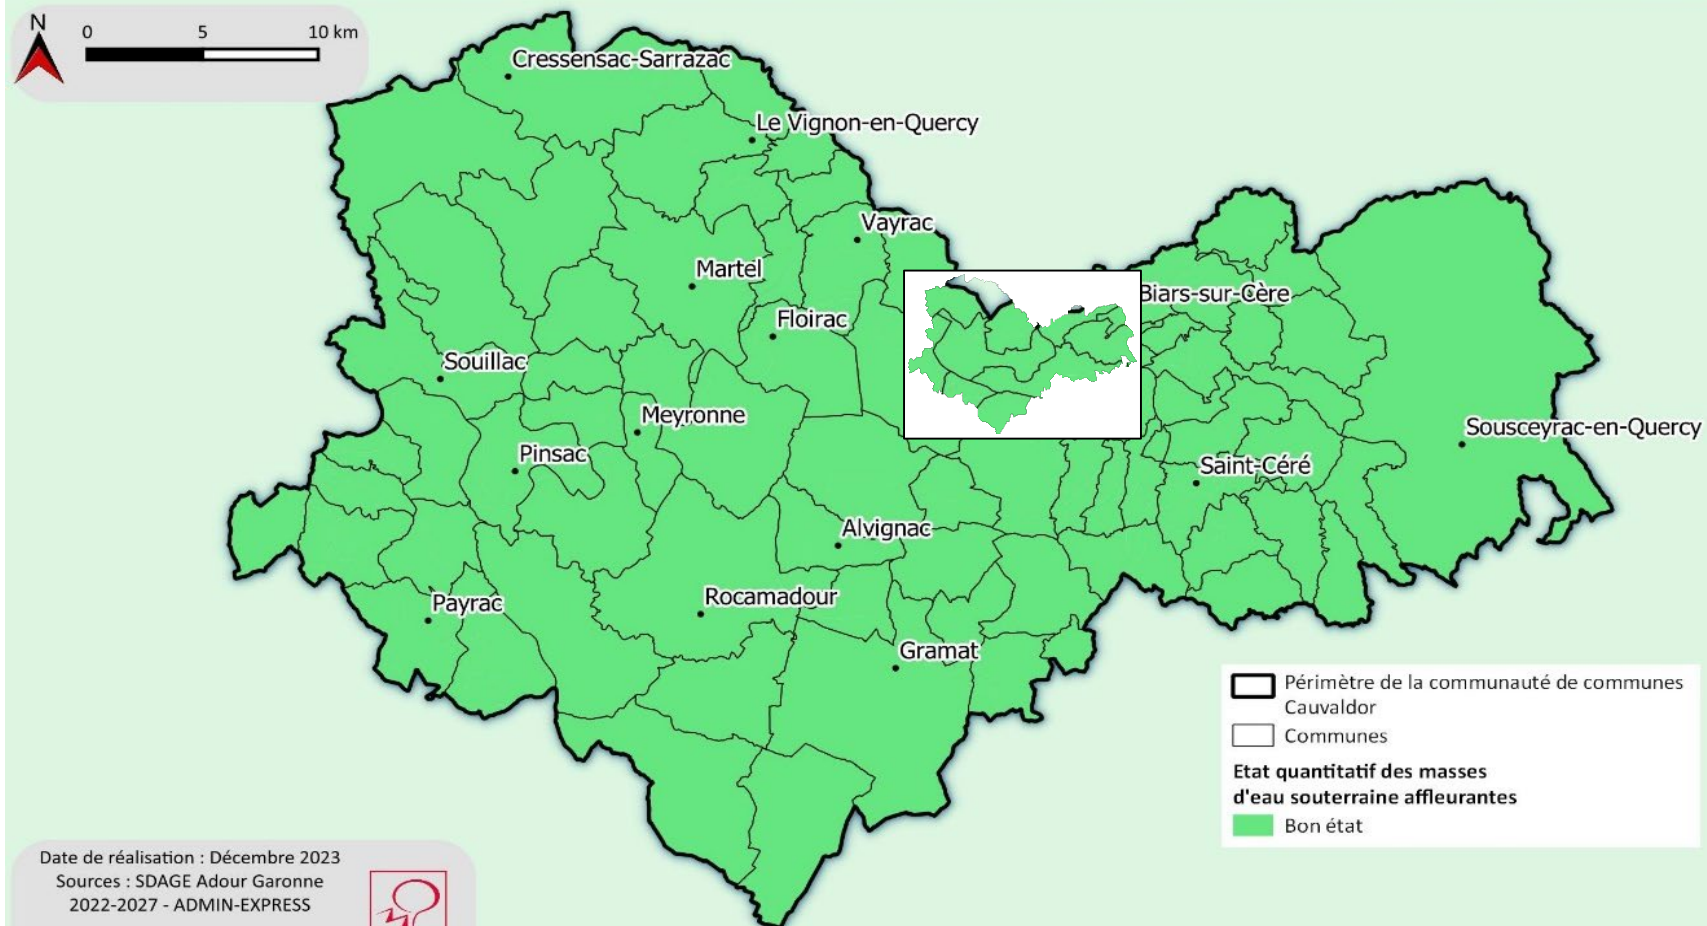 N
0 5 10 km
Cressensac-Sarrazac
Le Vignon-en-Quercy
Vayrac
Martel
Biars-sur-Cère
Floirac
Souillac
Meyronne
Sousceyrac-en-Quercy
Pinsac
Saint-Céré
Alvignac
Rocamadour
Payrac
Gramat
Périmètre de la communauté de communes
Cauvaldor
Communes
Etat quantitatif des masses
d'eau souterraine affleurantes
Bon état
Date de réalisation : Décembre 2023
Sources : SDAGE Adour Garonne
2022-2027 - ADMIN-EXPRESS